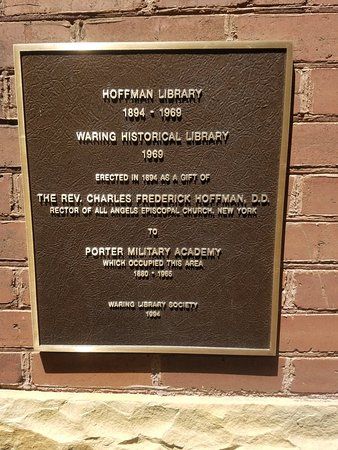 HOFFMAN LIBRARY
1894 - 1969
WARING HISTORICAL LIBRARY
1969
ERECTED IN 1894 AS A GIFT OF
THE REV. CHARLES FREDERICK HOFFMAN, D.D.
RECTOR OF ALL ANGELS EPISCOPAL CHURCH, NEW YORK
TO
PORTER MILITARY ACADEMY
WHICH OCCUPIED THIS AREA
1880 - 1965
WARING LIBRARY SOCIETY
1994